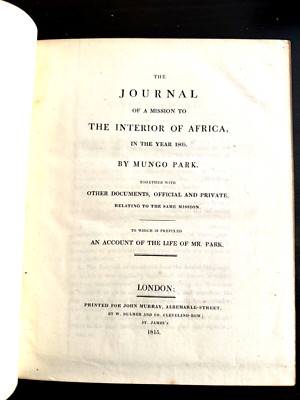 THE
JOURNAL
OF A MISSION TO
THE INTERIOR OF AFRICA,
IN THE YEAR 1805.
BY MUNGO PARK.
TOGETHER WITH
OTHER DOCUMENTS, OFFICIAL AND PRIVATE,
RELATING TO THE SAME MISSION.
TO WHICH IS PREFIXED
AN ACCOUNT OF THE LIFE OF MR. PARK.
LONDON:
PRINTED FOR JOHN MURRAY, ALBEMARLE-STREET,
BY W. BULMER AND CO. CLEVELAND-ROW;
ST. JAMES'S
1815.